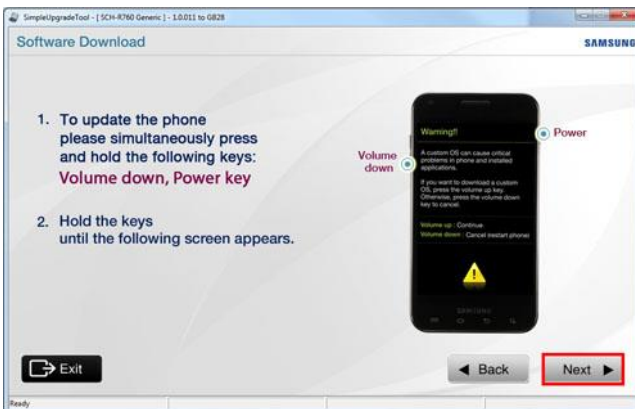 SimpleUpgradeTool - [ SCH-R760 Generic ] - 1.0.011 to GB28
Software Download
SAMSUNG
1. To update the phone
please simultaneously press
and hold the following keys:
Volume down, Power key
2. Hold the keys
until the following screen appears.
Volume
down
Power
Warning!!
A custom OS can cause critical
problems in phone and installed
applications.
If you want to download a custom
OS, press the volume up key.
Otherwise, press the volume down
key to cancel.
Volume up : Continue
Volume down : Cancel (restart phone)
SAMSUNG
Exit
Back
Next
Ready